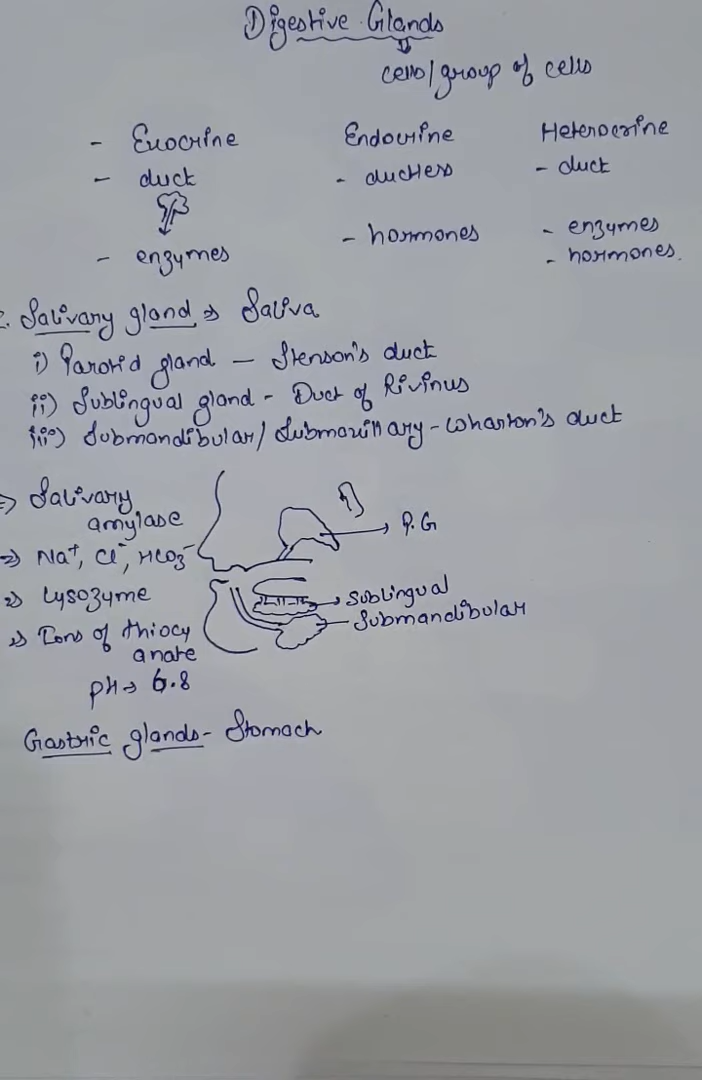 Digestive Glands
cells/group of cells
- Exocrine Endocrine Heterocrine
- duct - ductless - duct
- enzymes - hormones - enzymes
- hormones.
Salivary gland → Saliva
i) Parotid gland — Stenson's duct
ii) Sublingual gland - Duct of Rivinus
iii) Submandibular/Submaxillary - Wharton's duct
⇒ Salivary
amylase
P.G
⇒ Na⁺, Cl⁻, HCO₃⁻
⇒ Lysozyme
Sublingual
Submandibular
⇒ Ions of thiocy
anate
pH → 6.8
Gastric glands - Stomach